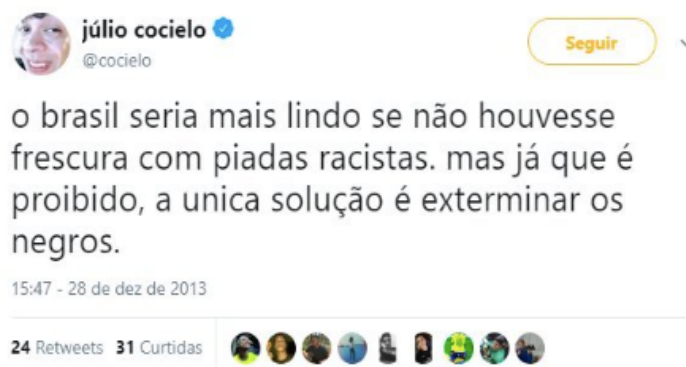 júlio cocielo
@cocielo
Seguir
o brasil seria mais lindo se não houvesse
frescura com piadas racistas. mas já que é
proibido, a unica solução é exterminar os
negros.
15:47 - 28 de dez de 2013
24 Retweets 31 Curtidas